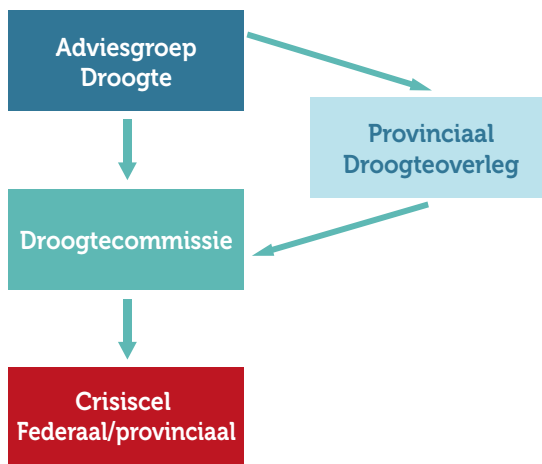 Adviesgroep
Droogte
Provinciaal
Droogteoverleg
Droogtecommissie
Crisiscel
Federaal/provinciaal